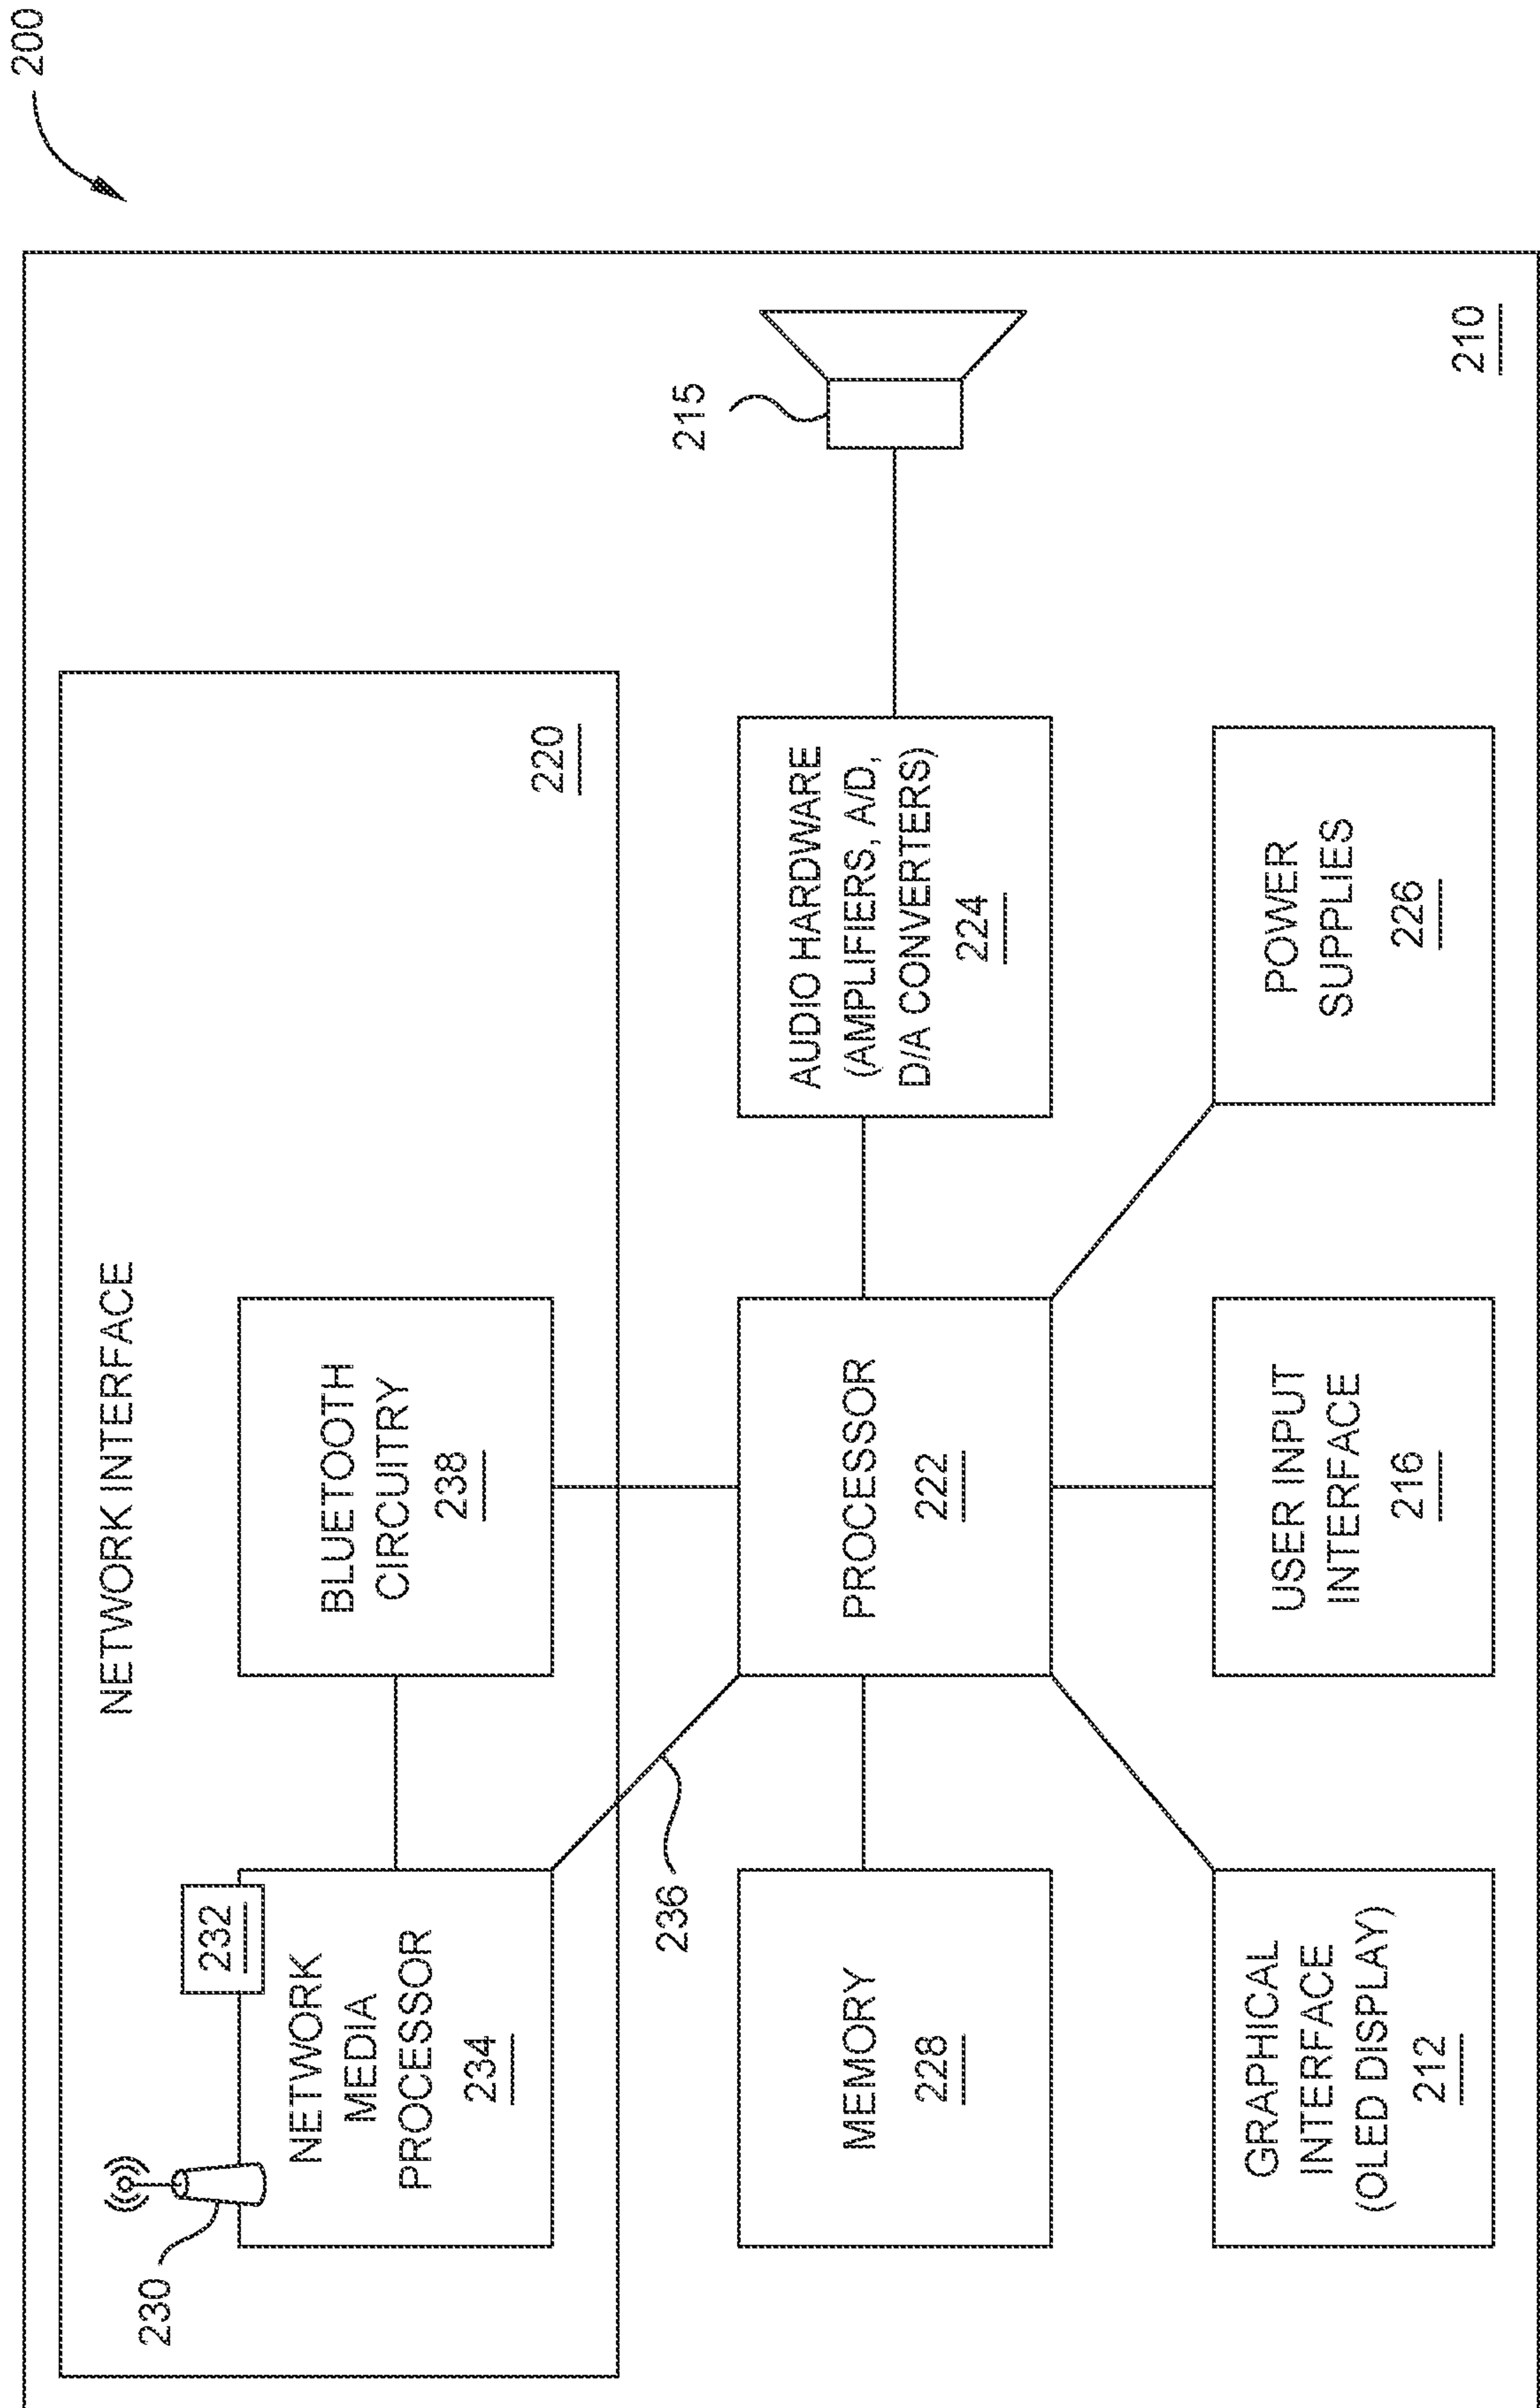 200
NETWORK INTERFACE
230
232
NETWORK
MEDIA
PROCESSOR
234
BLUETOOTH
CIRCUITRY
238
220
236
215
MEMORY
228
PROCESSOR
222
AUDIO HARDWARE
(AMPLIFIERS, A/D,
D/A CONVERTERS)
224
GRAPHICAL
INTERFACE
(OLED DISPLAY)
212
USER INPUT
INTERFACE
216
POWER
SUPPLIES
226
210